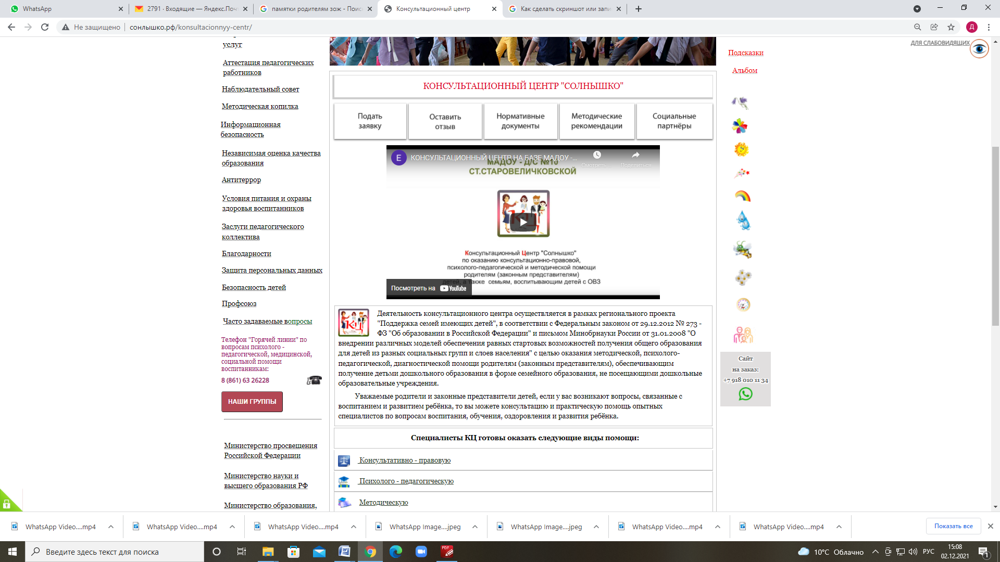 WhatsApp
2791 · Входящие — Яндекс.Почт
памятки родителям зож - Поис
Консультационный центр
Как сделать скриншот или запи
Не защищено
сонлышко.рф/konsultacionnyy-centr/
Д
услуг
Аттестация педагогических
работников
Наблюдательный совет
Методическая копилка
Информационная
безопасность
Независимая оценка качества
образования
Антитеррор
Условия питания и охраны
здоровья воспитанников
Заслуги педагогического
коллектива
Благодарности
Защита персональных данных
Безопасность детей
Профсоюз
Часто задаваемые вопросы
Телефон "Горячей линии" по
вопросам психолого -
педагогической, медицинской,
социальной помощи
воспитанникам:
8 (861) 63 26228
НАШИ ГРУППЫ
Министерство просвещения
Российской Федерации
Министерство науки и
высшего образования РФ
Министерство образования,
КОНСУЛЬТАЦИОННЫЙ ЦЕНТР "СОЛНЫШКО"
Подать
заявку
Оставить
отзыв
Нормативные
документы
Методические
рекомендации
Социальные
партнёры
E
КОНСУЛЬТАЦИОННЫЙ ЦЕНТР НА БАЗЕ МАДОУ -...
Смотреть ...
Поделиться
МАДОУ - Д/С №10
СТ.СТАРОВЕЛИЧКОВСКОЙ
КЦ
Консультационный Центр "Солнышко"
по оказанию консультационно-правовой,
психолого-педагогической и методической помощи
родителям (законным представителям)
детей, а также семьям, воспитывающим детей с ОВЗ
Посмотреть на YouTube
КЦ
Деятельность консультационного центра осуществляется в рамках регионального проекта
"Поддержка семей имеющих детей", в соответствии с Федеральным законом от 29.12.2012 № 273 -
ФЗ "Об образовании в Российской Федерации" и письмом Минобрнауки России от 31.01.2008 "О
внедрении различных моделей обеспечения равных стартовых возможностей получения общего образования
для детей из разных социальных групп и слоев населения" с целью оказания методической, психолого-
педагогической, диагностической помощи родителям (законным представителям), обеспечивающим
получение детьми дошкольного образования в форме семейного образования, не посещающими дошкольные
образовательные учреждения.
Уважаемые родители и законные представители детей, если у вас возникают вопросы, связанные с
воспитанием и развитием ребёнка, то вы можете консультацию и практическую помощь опытных
специалистов по вопросам воспитания, обучения, оздоровления и развития ребёнка.
Специалисты КЦ готовы оказать следующие виды помощи:
Консультативно - правовую
Психолого - педагогическую
Методическую
ДЛЯ СЛАБОВИДЯЩИХ
Подсказки
Альбом
Сайт
на заказ:
+7 918 010 11 34
WhatsApp Video....mp4
WhatsApp Video....mp4
WhatsApp Video....mp4
WhatsApp Image....jpeg
WhatsApp Image....jpeg
WhatsApp Video....mp4
WhatsApp Video....mp4
Показать все
Введите здесь текст для поиска
PDF
10°C Облачно
РУС
15:08
02.12.2021
1